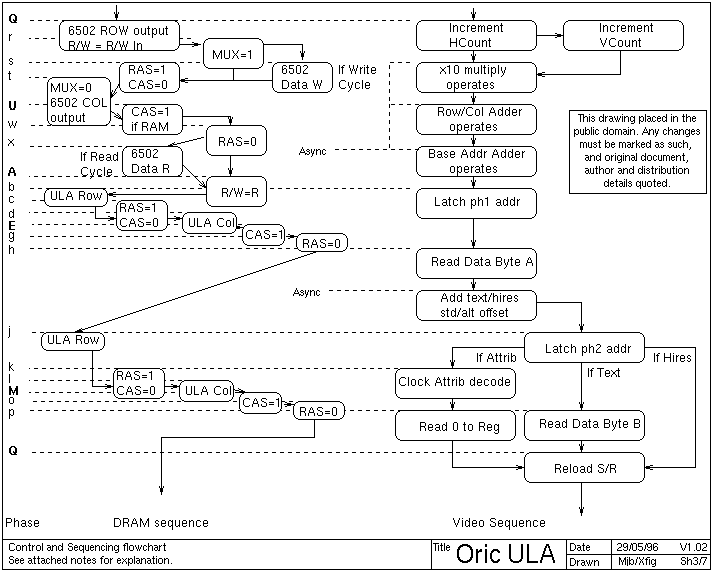 Q
r
s
t
U
w
x
A
b
c
d
E
g
h
j
k
l
M
o
p
Q
Phase
6502 ROW output
R/W = R/W In
MUX=1
RAS=1
CAS=0
6502
Data W
If Write
Cycle
MUX=0
6502 COL
output
CAS=1
if RAM
RAS=0
If Read
Cycle
6502
Data R
R/W=R
ULA Row
RAS=1
CAS=0
ULA Col
CAS=1
RAS=0
ULA Row
RAS=1
CAS=0
ULA Col
CAS=1
RAS=0
DRAM sequence
Increment
HCount
Increment
VCount
x10 multiply
operates
Row/Col Adder
operates
Async
Base Addr Adder
operates
Latch ph1 addr
Read Data Byte A
Async
Add text/hires
std/alt offset
Latch ph2 addr
If Attrib
If Text
If Hires
Clock Attrib decode
Read 0 to Reg
Read Data Byte B
Reload S/R
Video Sequence
This drawing placed in the
public domain. Any changes
must be marked as such,
and original document,
author and distribution
details quoted.
Control and Sequencing flowchart
See attached notes for explanation.
Title Oric ULA
Date 29/05/96 V1.02
Drawn Mjb/Xfig Sh3/7